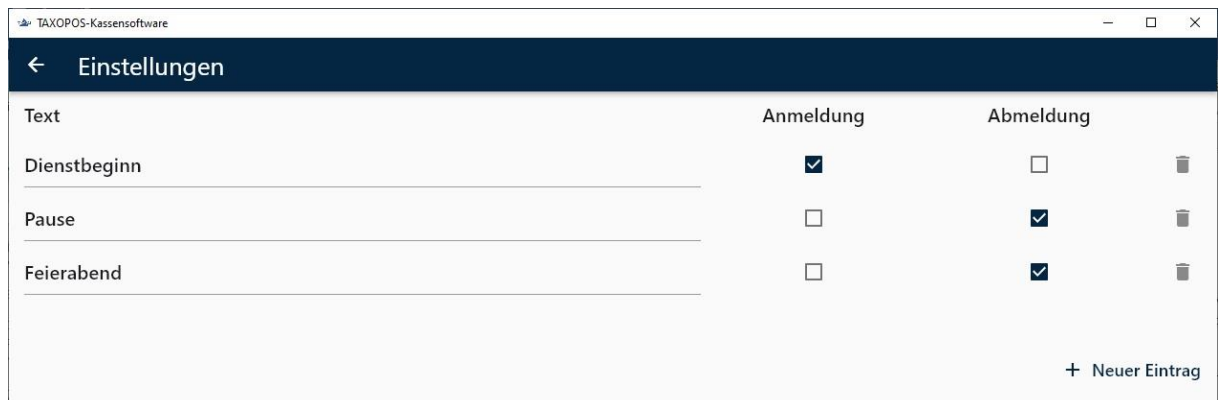 TAXOPOS-Kassensoftware
Einstellungen
Text Anmeldung Abmeldung
Dienstbeginn
Pause
Feierabend
+ Neuer Eintrag